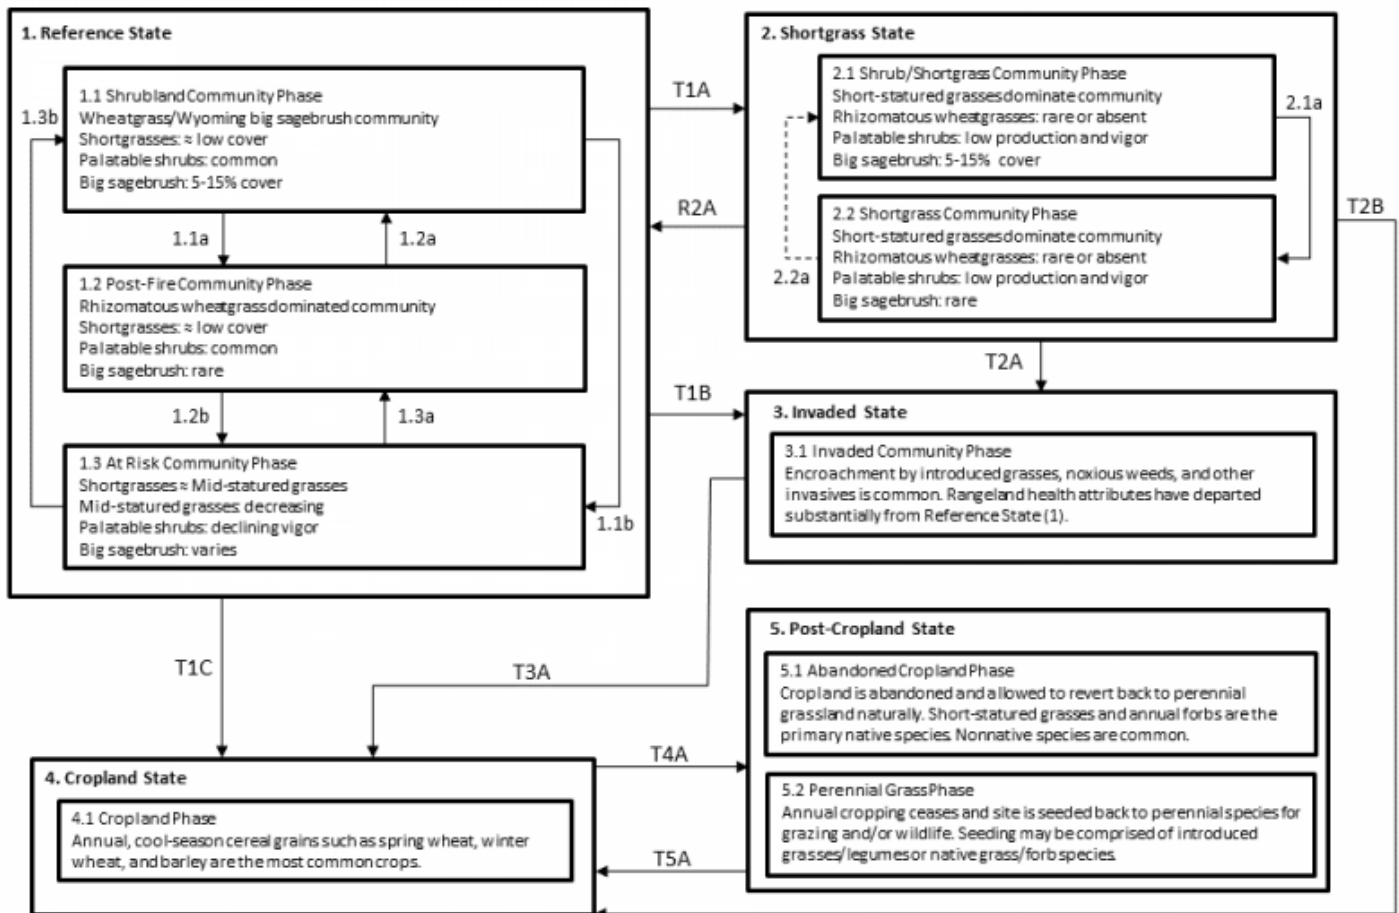 1. Reference State
1.1 Shrubland Community Phase
Wheatgrass/Wyoming big sagebrush community
Shortgrasses: ≈ low cover
Palatable shrubs: common
Big sagebrush: 5-15% cover
1.3b
1.1a
1.2a
1.2 Post-Fire Community Phase
Rhizomatous wheatgrass dominated community
Shortgrasses: ≈ low cover
Palatable shrubs: common
Big sagebrush: rare
1.2b
1.3a
1.3 At Risk Community Phase
Shortgrasses ≈ Mid-statured grasses
Mid-statured grasses: decreasing
Palatable shrubs: declining vigor
Big sagebrush: varies
1.1b
T1A
R2A
T1B
2. Shortgrass State
2.1 Shrub/Shortgrass Community Phase
Short-statured grasses dominate community
Rhizomatous wheatgrasses: rare or absent
Palatable shrubs: low production and vigor
Big sagebrush: 5-15% cover
2.1a
2.2 Shortgrass Community Phase
Short-statured grasses dominate community
Rhizomatous wheatgrasses: rare or absent
Palatable shrubs: low production and vigor
Big sagebrush: rare
2.2a
T2B
T2A
3. Invaded State
3.1 Invaded Community Phase
Encroachment by introduced grasses, noxious weeds, and other
invasives is common. Rangeland health attributes have departed
substantially from Reference State (1).
T1C
T3A
4. Cropland State
4.1 Cropland Phase
Annual, cool-season cereal grains such as spring wheat, winter
wheat, and barley are the most common crops.
T4A
T5A
5. Post-Cropland State
5.1 Abandoned Cropland Phase
Cropland is abandoned and allowed to revert back to perennial
grassland naturally. Short-statured grasses and annual forbs are the
primary native species. Nonnative species are common.
5.2 Perennial Grass Phase
Annual cropping ceases and site is seeded back to perennial species for
grazing and/or wildlife. Seeding may be comprised of introduced
grasses/legumes or native grass/forb species.